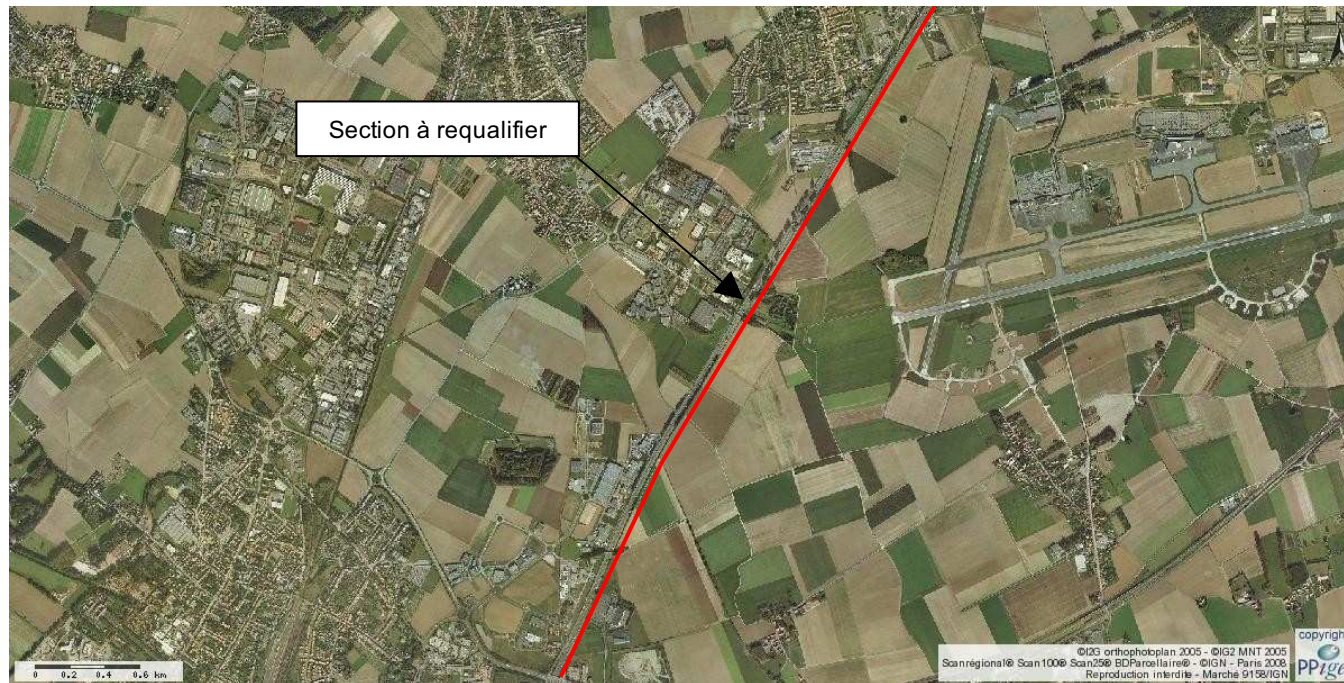 Section à requalifier
0 0.2 0.4 0.6 km
©I2G orthophotoplan 2005 - ©IG2 MNT 2005
Scanrégional® Scan100® Scan25® BDParcellaire® - ©IGN - Paris 2008
Reproduction interdite - Marché 9158/IGN
copyright
PPige